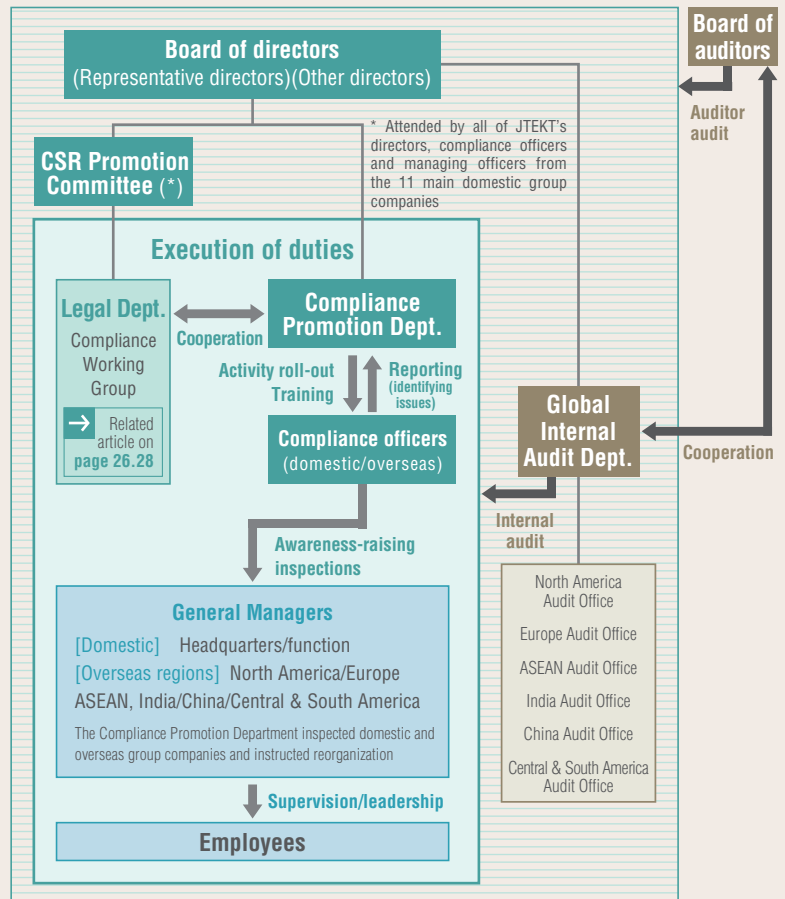 Board of directors
(Representative directors)(Other directors)
Board of
auditors
Auditor
audit
* Attended by all of JTEKT's
directors, compliance officers
and managing officers from
the 11 main domestic group
companies
CSR Promotion
Committee (*)
Execution of duties
Legal Dept.
Compliance
Working
Group
→ Related
article on
page 26.28
Cooperation
Compliance
Promotion Dept.
Activity roll-out
Training
Reporting
(identifying
issues)
Compliance officers
(domestic/overseas)
Global
Internal
Audit Dept.
Cooperation
Internal
audit
Awareness-raising
inspections
North America
Audit Office
Europe Audit Office
ASEAN Audit Office
India Audit Office
China Audit Office
Central & South America
Audit Office
General Managers
[Domestic] Headquarters/function
[Overseas regions] North America/Europe
ASEAN, India/China/Central & South America
The Compliance Promotion Department inspected domestic and
overseas group companies and instructed reorganization
Supervision/leadership
Employees